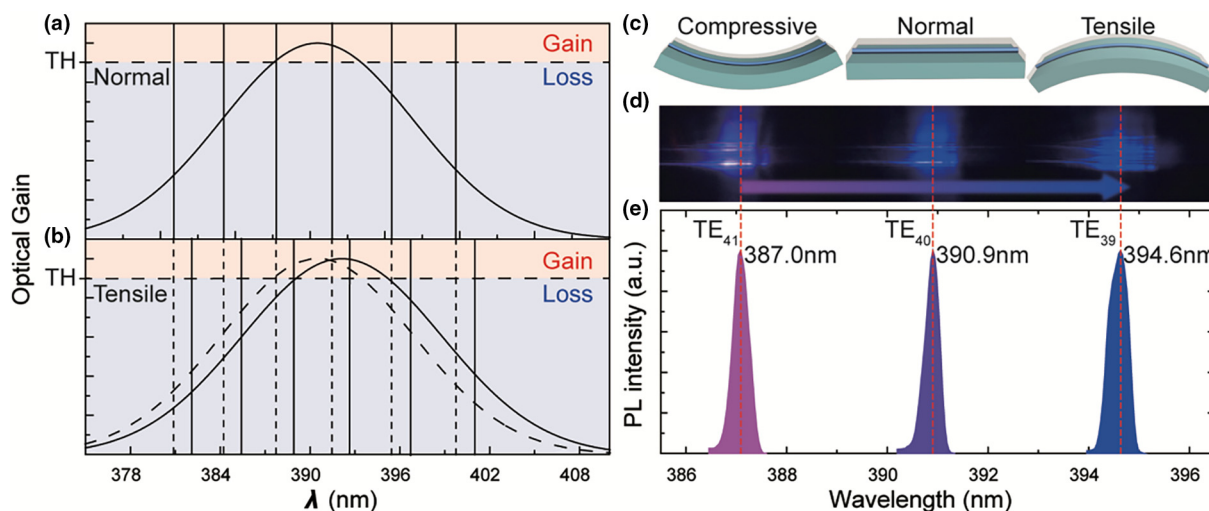 (a)
Gain
TH
Normal
Loss
(b)
Gain
TH
Tensile
Loss
Optical Gain
378 384 390 396 402 408
λ (nm)
(c) Compressive Normal Tensile
(d)
(e)
TE41 TE40 TE39
387.0nm 390.9nm 394.6nm
PL intensity (a.u.)
386 388 390 392 394 396
Wavelength (nm)